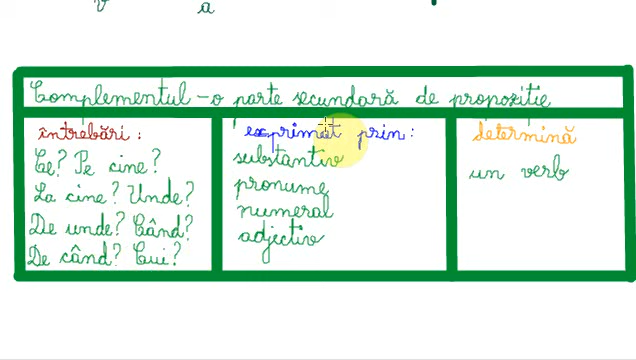 v a
Complementul - o parte secundară de propoziție
întrebări :
Ce? Pe cine?
La cine? Unde?
De unde? Când?
De când? Cui?
exprimat prin :
substantiv
pronume
numeral
adjectiv
determină
un verb